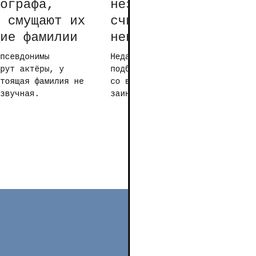 ографа,
смущают их
ие фамилии
псевдонимы
рут актёры, у
тоящая фамилия не
звучная.
не
сч
не
Неда
подб
со в
заин